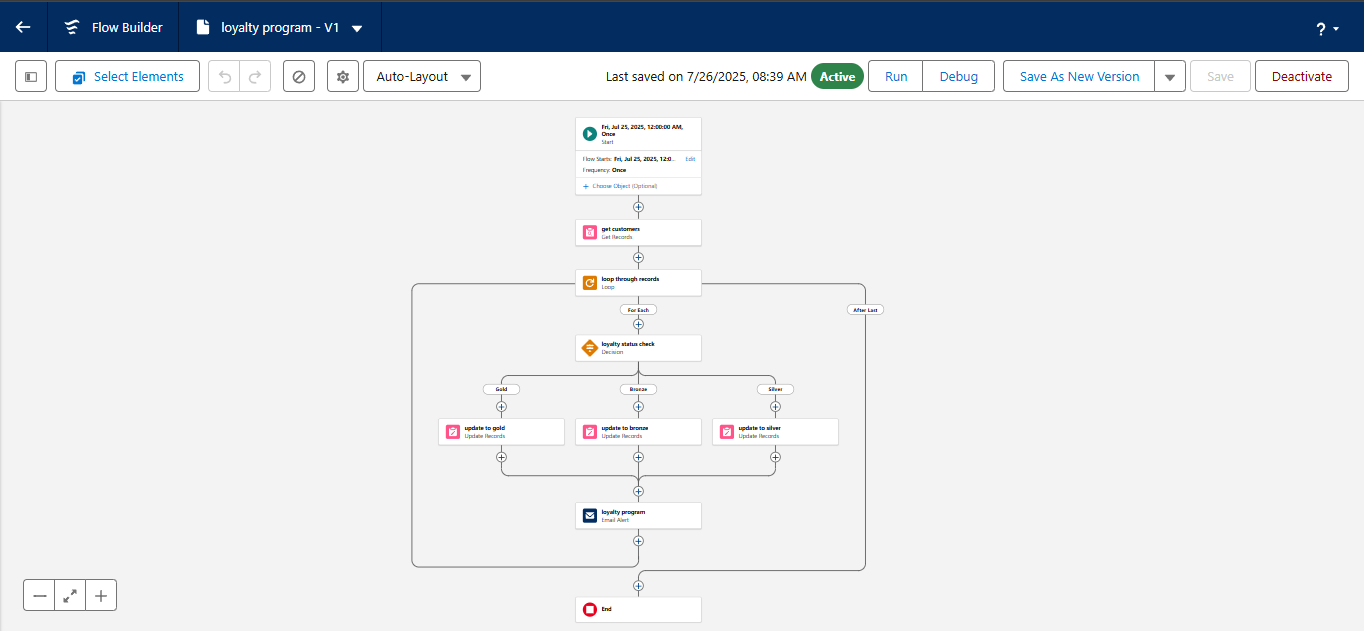 Flow Builder
loyalty program - V1
?
Select Elements
Auto-Layout
Last saved on 7/26/2025, 08:39 AM
Active
Run
Debug
Save As New Version
Save
Deactivate
Fri, Jul 25, 2025, 12:00:00 AM,
Once
Start
Flow Starts: Fri, Jul 25, 2025, 12:0...
Edit
Frequency: Once
+ Choose Object (Optional)
get customers
Get Records
loop through records
Loop
For Each
After Last
loyalty status check
Decision
Gold
Bronze
Silver
update to gold
Update Records
update to bronze
Update Records
update to silver
Update Records
loyalty program
Email Alert
End